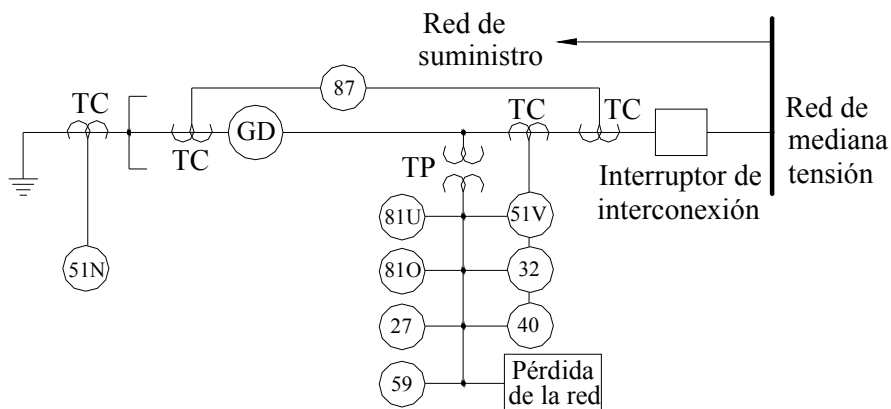 Red de
suministro
87
TC
TC
TC
Red de
mediana
tensión
GD
TC
TP
Interruptor de
interconexión
81U
51V
51N
81O
32
27
40
59
Pérdida
de la red